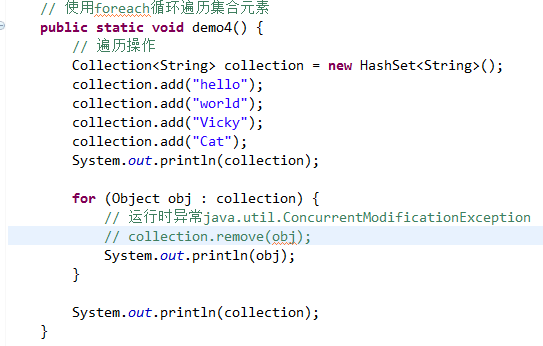 // 使用foreach循环遍历集合元素
public static void demo4() {
// 遍历操作
Collection<String> collection = new HashSet<String>();
collection.add("hello");
collection.add("world");
collection.add("Vicky");
collection.add("Cat");
System.out.println(collection);
for (Object obj : collection) {
// 运行时异常java.util.ConcurrentModificationException
// collection.remove(obj);
System.out.println(obj);
}
System.out.println(collection);
}